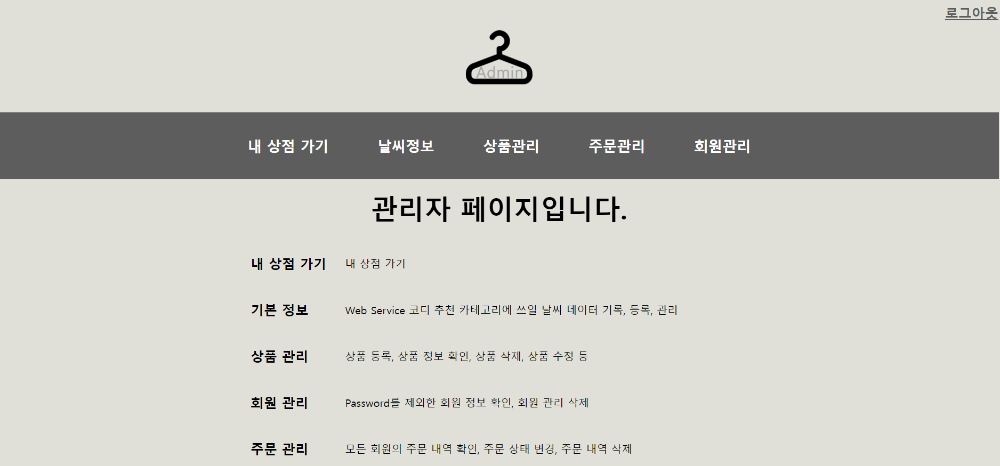 로그아웃
Admin
내 상점 가기 날씨정보 상품관리 주문관리 회원관리
관리자 페이지입니다.
내 상점 가기 내 상점 가기
기본 정보 Web Service 코디 추천 카테고리에 쓰일 날씨 데이터 기록, 등록, 관리
상품 관리 상품 등록, 상품 정보 확인, 상품 삭제, 상품 수정 등
회원 관리 Password를 제외한 회원 정보 확인, 회원 관리 삭제
주문 관리 모든 회원의 주문 내역 확인, 주문 상태 변경, 주문 내역 삭제